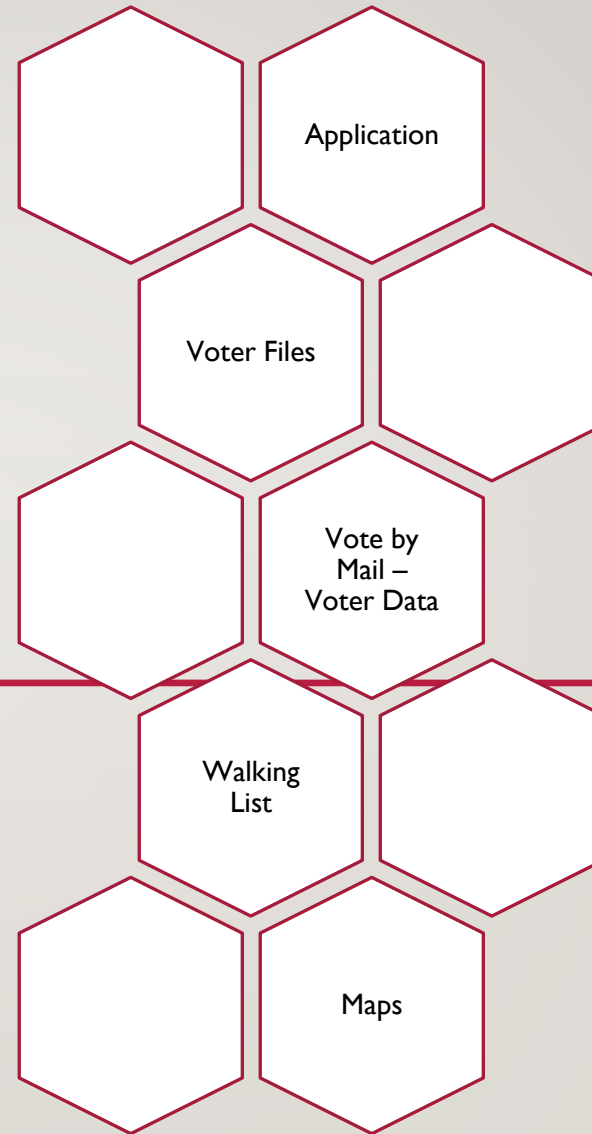 Application
Voter Files
Vote by
Mail –
Voter Data
Walking
List
Maps